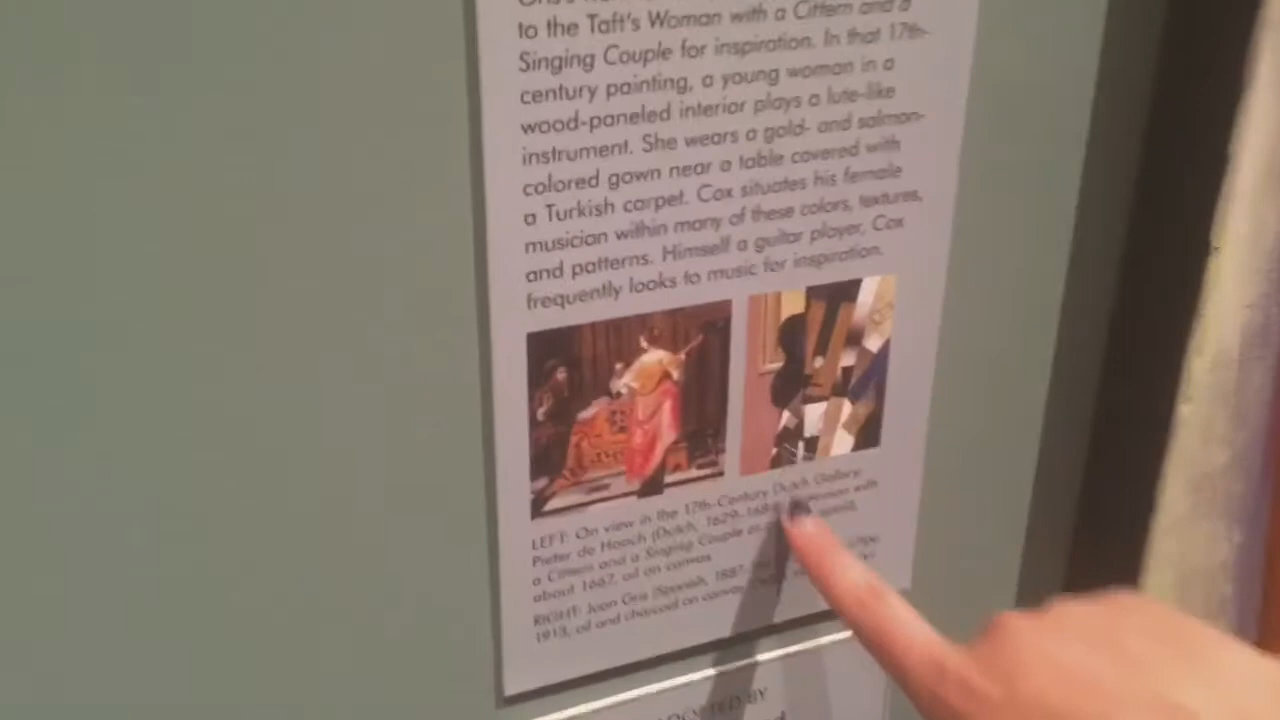 to the Taft's Woman with a Cittern and a
Singing Couple for inspiration. In that 17th-
century painting, a young woman in a
wood-paneled interior plays a lute-like
instrument. She wears a gold- and salmon-
colored gown near a table covered with
a Turkish carpet. Cox situates his female
musician within many of these colors, textures,
and patterns. Himself a guitar player, Cox
frequently looks to music for inspiration.
LEFT: On view in the 17th-Century Dutch Gallery:
Pieter de Hooch (Dutch, 1629–168 Woman with
a Cittern and a Singing Couple
about 1667, oil on canvas
RIGHT: Juan Gris (Spanish, 1887
1913, oil and charcoal on canvas
BY